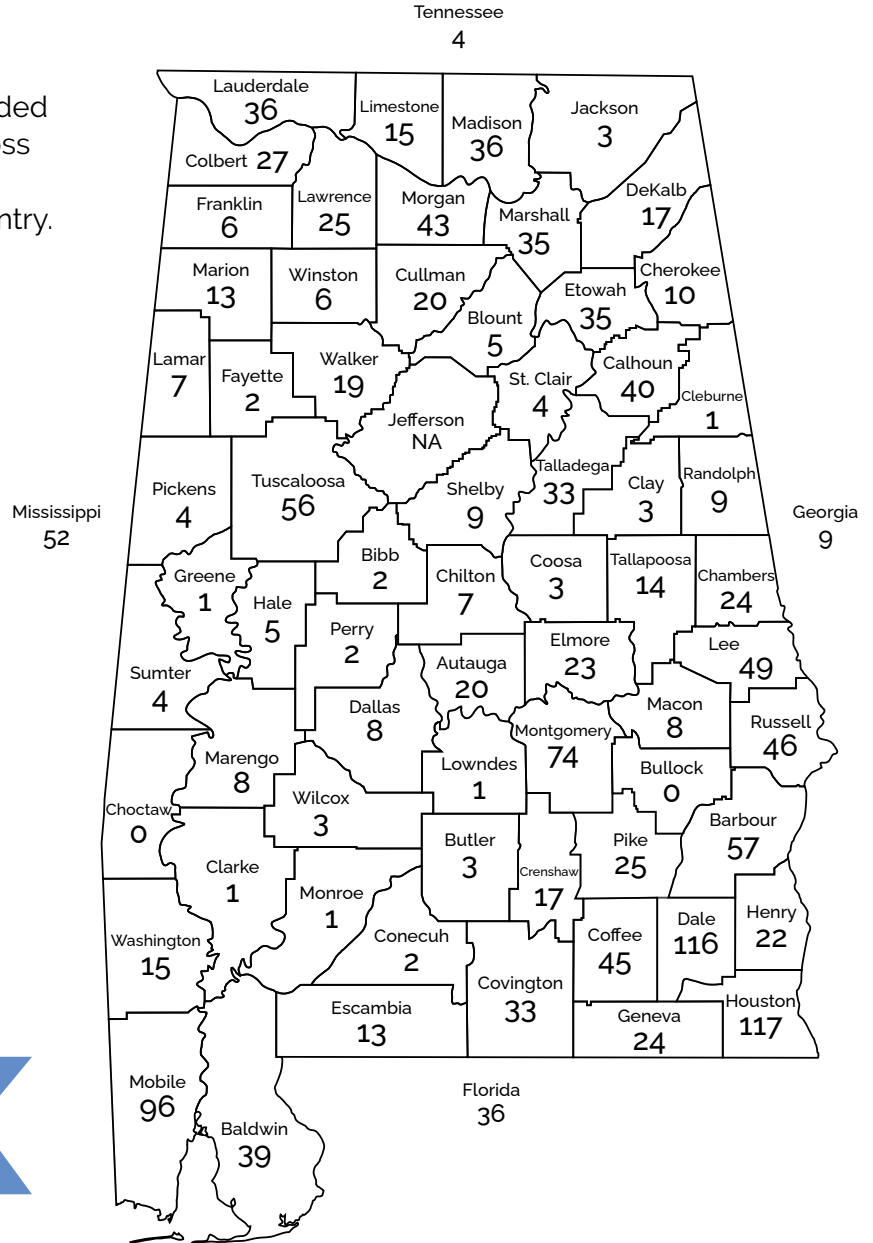 Tennessee
4
ded
ss
ntry.
Lauderdale
36
Limestone
15
Madison
36
Jackson
3
Colbert 27
Franklin
6
Lawrence
25
Morgan
43
Marshall
35
DeKalb
17
Marion
13
Winston
6
Cullman
20
Blount
5
Etowah
35
Cherokee
10
Lamar
7
Fayette
2
Walker
19
Jefferson
NA
St. Clair
4
Calhoun
40
Cleburne
1
Pickens
4
Tuscaloosa
56
Shelby
9
Talladega
33
Clay
3
Randolph
9
Mississippi
52
Georgia
9
Greene
1
Hale
5
Bibb
2
Chilton
7
Coosa
3
Tallapoosa
14
Chambers
24
Sumter
4
Perry
2
Autauga
20
Elmore
23
Lee
49
Marengo
8
Dallas
8
Lowndes
1
Montgomery
74
Macon
8
Russell
46
Bullock
0
Choctaw
0
Wilcox
3
Butler
3
Crenshaw
17
Pike
25
Barbour
57
Clarke
1
Monroe
1
Conecuh
2
Coffee
45
Dale
116
Henry
22
Washington
15
Escambia
13
Covington
33
Geneva
24
Houston
117
Mobile
96
Baldwin
39
Florida
36